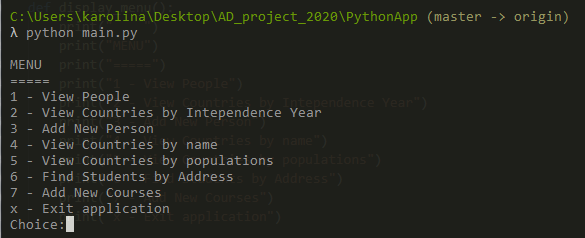 C:\Users\karolina\Desktop\AD_project_2020\PythonApp (master -> origin)
λ python main.py
MENU
=====
1 - View People
2 - View Countries by Intependence Year
3 - Add New Person
4 - View Countries by name
5 - View Countries by populations
6 - Find Students by Address
7 - Add New Courses
x - Exit application
Choice: